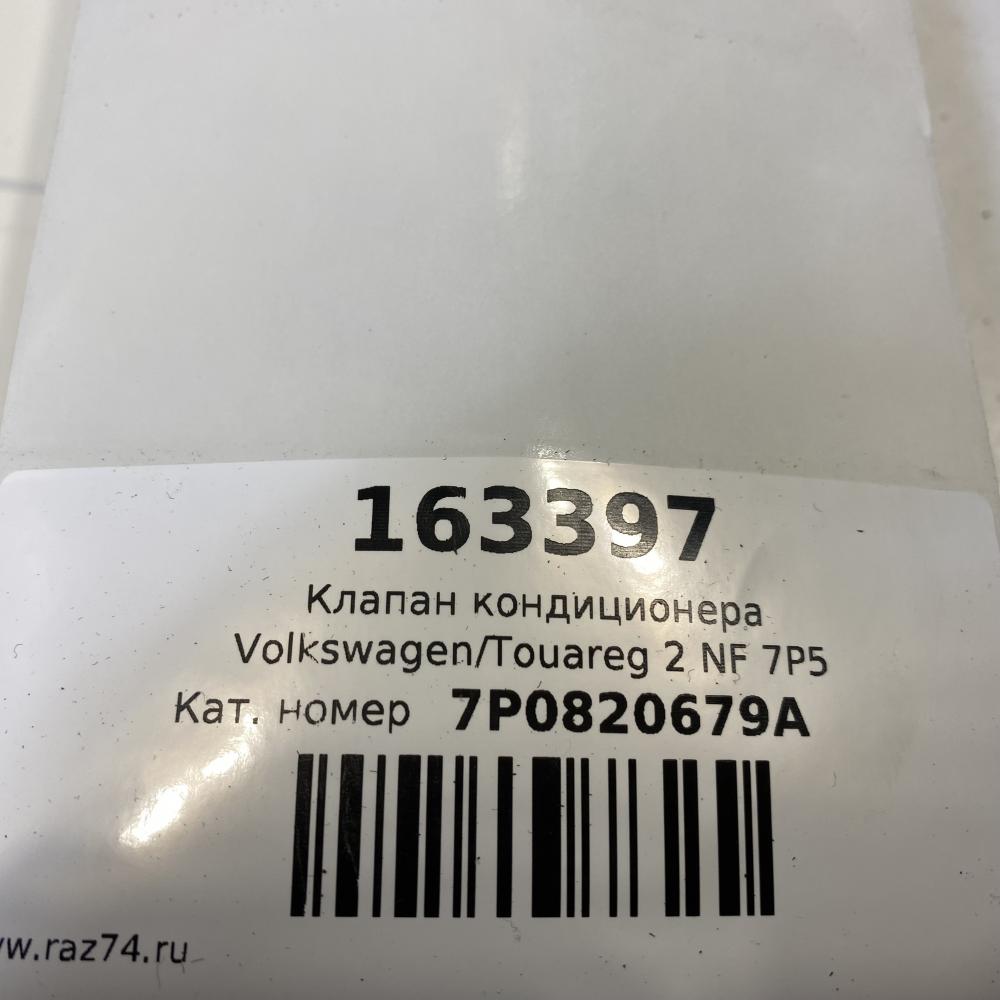 163397
Клапан кондиционера
Volkswagen/Touareg 2 NF 7P5
Кат. номер 7P0820679A
w.raz74.ru